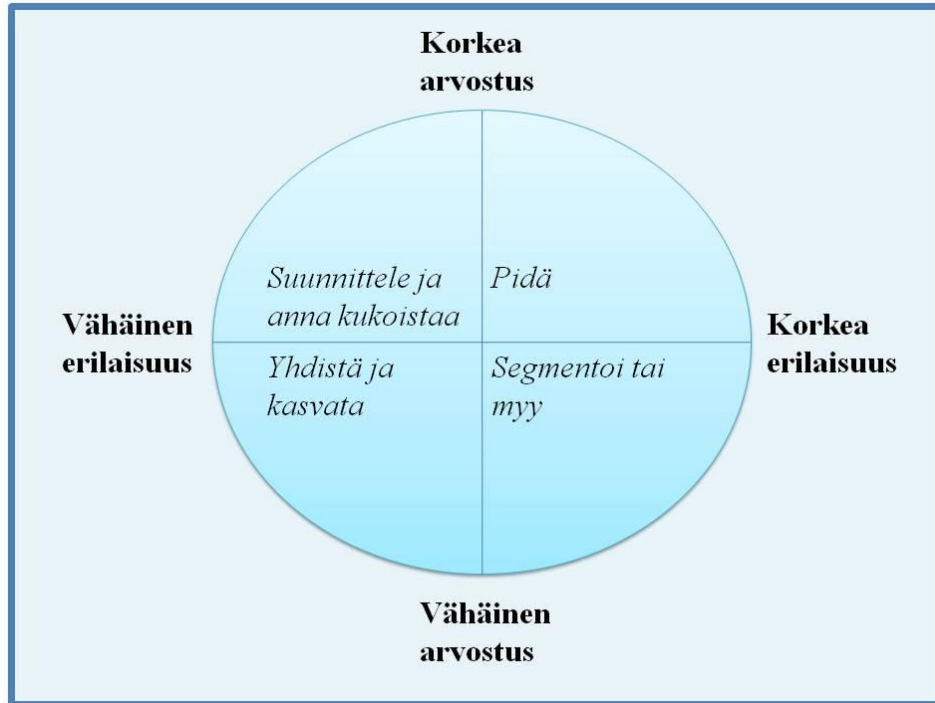 Korkea
arvostus
Suunnittele ja
anna kukoistaa
Pidä
Vähäinen
erilaisuus
Korkea
erilaisuus
Yhdistä ja
kasvata
Segmentoi tai
myy
Vähäinen
arvostus